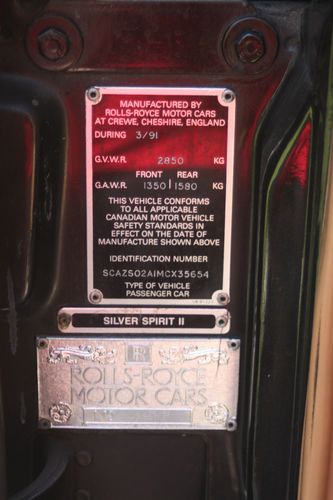 MANUFACTURED BY
ROLLS-ROYCE MOTOR CARS
AT CREWE, CHESHIRE, ENGLAND
DURING 3/91
G.V.W.R. 2850 KG
FRONT REAR
G.A.W.R. 1350 1580 KG
THIS VEHICLE CONFORMS
TO ALL APPLICABLE
CANADIAN MOTOR VEHICLE
SAFETY STANDARDS IN
EFFECT ON THE DATE OF
MANUFACTURE SHOWN ABOVE
IDENTIFICATION NUMBER
SCAZS02A1MCX35654
TYPE OF VEHICLE
PASSENGER CAR
SILVER SPIRIT II
ROLLS-ROYCE
MOTOR CARS